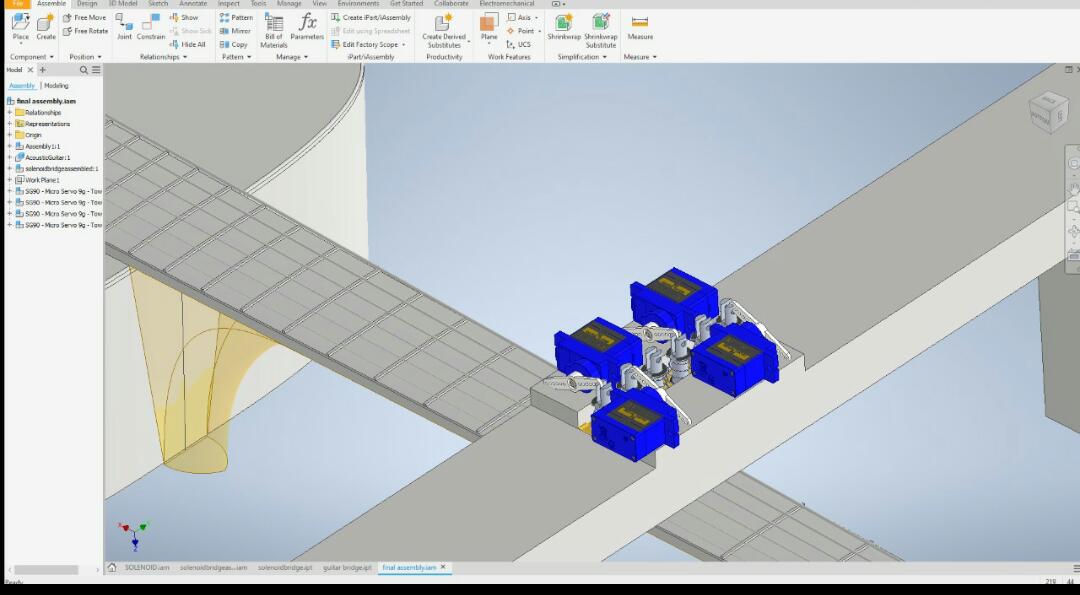 File Assemble Design 3D Model Sketch Annotate Inspect Tools Manage View Environments Get Started Collaborate Electromechanical
Place
Create
Free Move
Free Rotate
Joint
Constrain
Show
Show Sick
Hide All
Pattern
Mirror
Copy
Bill of
Materials
fx
Parameters
Create iPart/iAssembly
Edit using Spreadsheet
Edit Factory Scope
Create Derived
Substitutes
Plane
Axis
Point
UCS
Shrinkwrap
Shrinkwrap
Substitute
Measure
Component Position Relationships Pattern Manage iPart/iAssembly Productivity Work Features Simplification Measure
Model
Assembly | Modeling
final assembly.iam
Relationships
Representations
Origin
Assembly1:1
AcousticGuitar:1
solenoidbridgeassembled:1
Work Plane1
SG90 - Micro Servo 9g - Tow
SG90 - Micro Servo 9g - Tow
SG90 - Micro Servo 9g - Tow
SG90 - Micro Servo 9g - Tow
X
Z
SOLENOID.iam solenoidbridgeas...iam solenoidbridge.ipt guitar bridge.ipt final assembly.iam
Ready 219 44